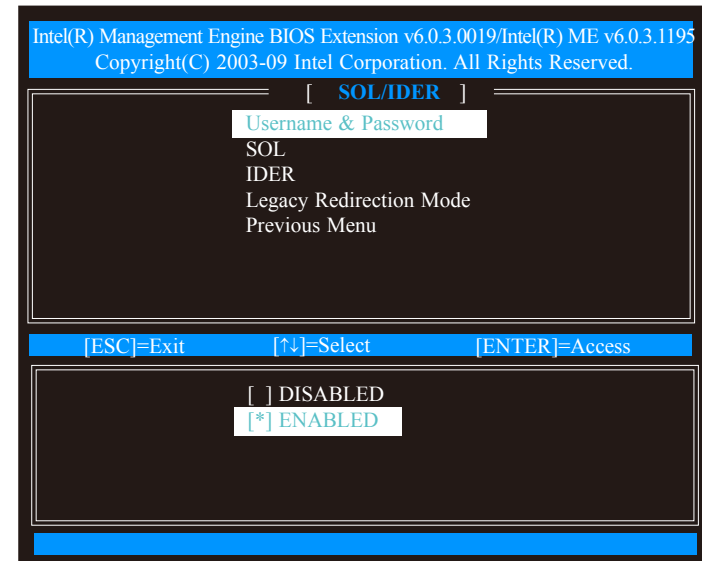 Intel(R) Management Engine BIOS Extension v6.0.3.0019/Intel(R) ME v6.0.3.1195
Copyright(C) 2003-09 Intel Corporation. All Rights Reserved.
[ SOL/IDER ]
Username & Password
SOL
IDER
Legacy Redirection Mode
Previous Menu
[ESC]=Exit [↑↓]=Select [ENTER]=Access
[ ] DISABLED
[*] ENABLED